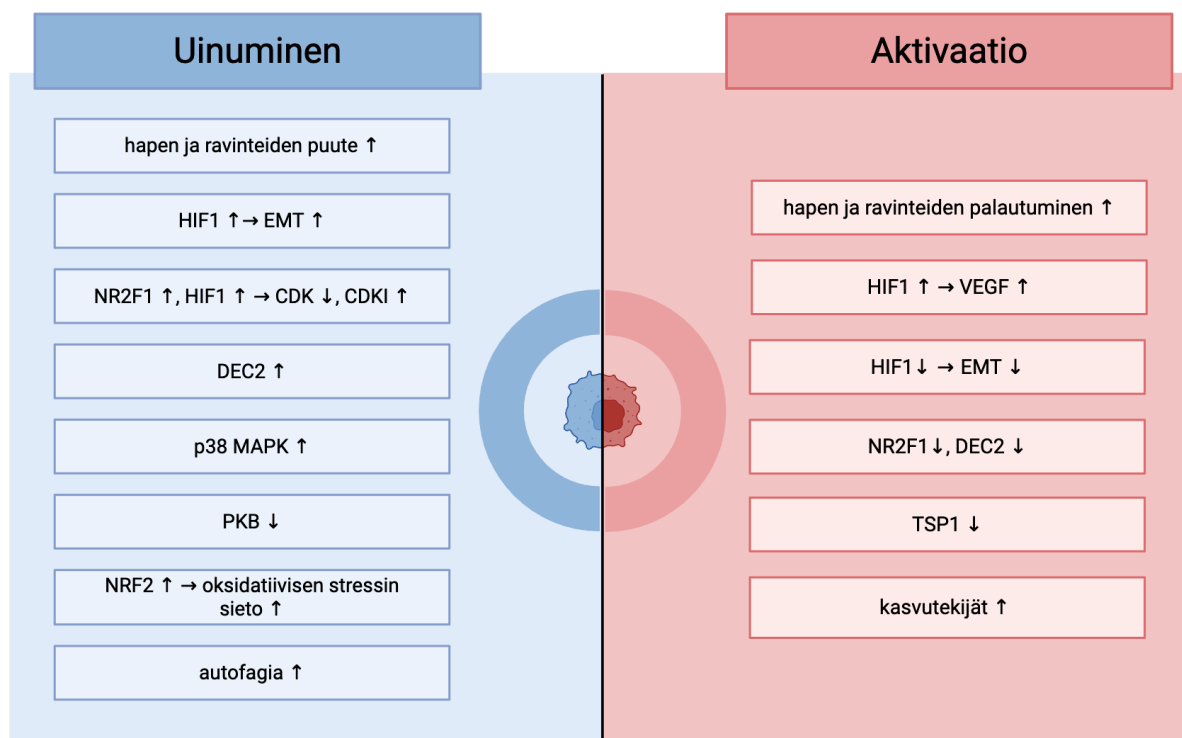 Uinuminen
hapen ja ravinteiden puute ↑
HIF1 ↑→ EMT ↑
NR2F1 ↑, HIF1 ↑ → CDK ↓, CDKI ↑
DEC2 ↑
p38 MAPK ↑
PKB ↓
NRF2 ↑ → oksidatiivisen stressin
sieto ↑
autofagia ↑
Aktivaatio
hapen ja ravinteiden palautuminen ↑
HIF1 ↑ → VEGF ↑
HIF1↓ → EMT ↓
NR2F1↓, DEC2 ↓
TSP1 ↓
kasvutekijät ↑